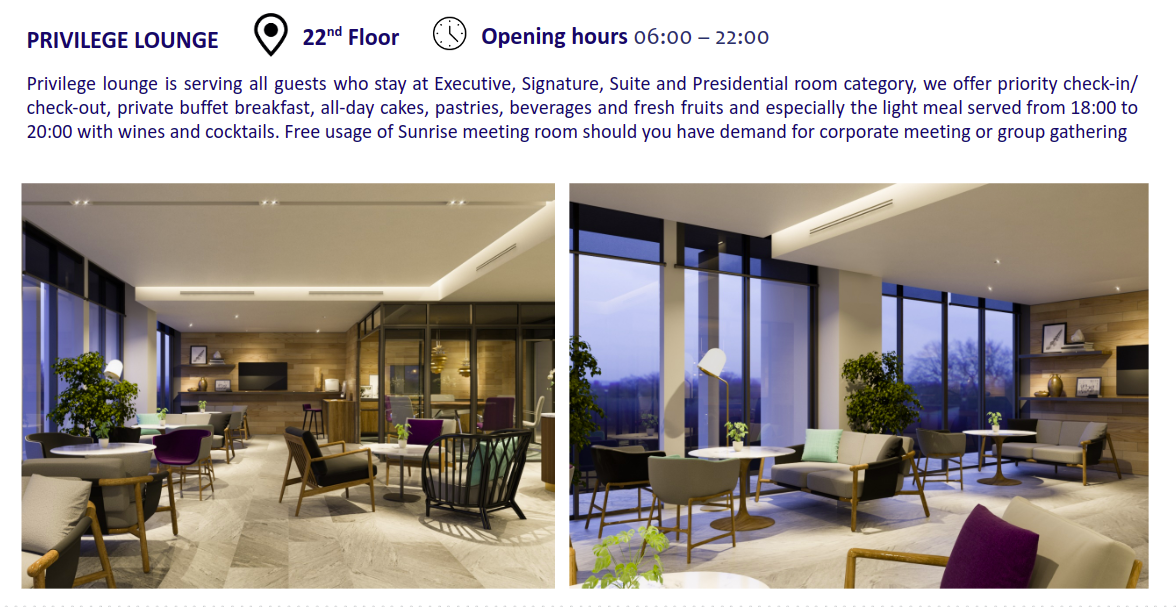 PRIVILEGE LOUNGE 22nd Floor Opening hours 06:00 – 22:00
Privilege lounge is serving all guests who stay at Executive, Signature, Suite and Presidential room category, we offer priority check-in/
check-out, private buffet breakfast, all-day cakes, pastries, beverages and fresh fruits and especially the light meal served from 18:00 to
20:00 with wines and cocktails. Free usage of Sunrise meeting room should you have demand for corporate meeting or group gathering